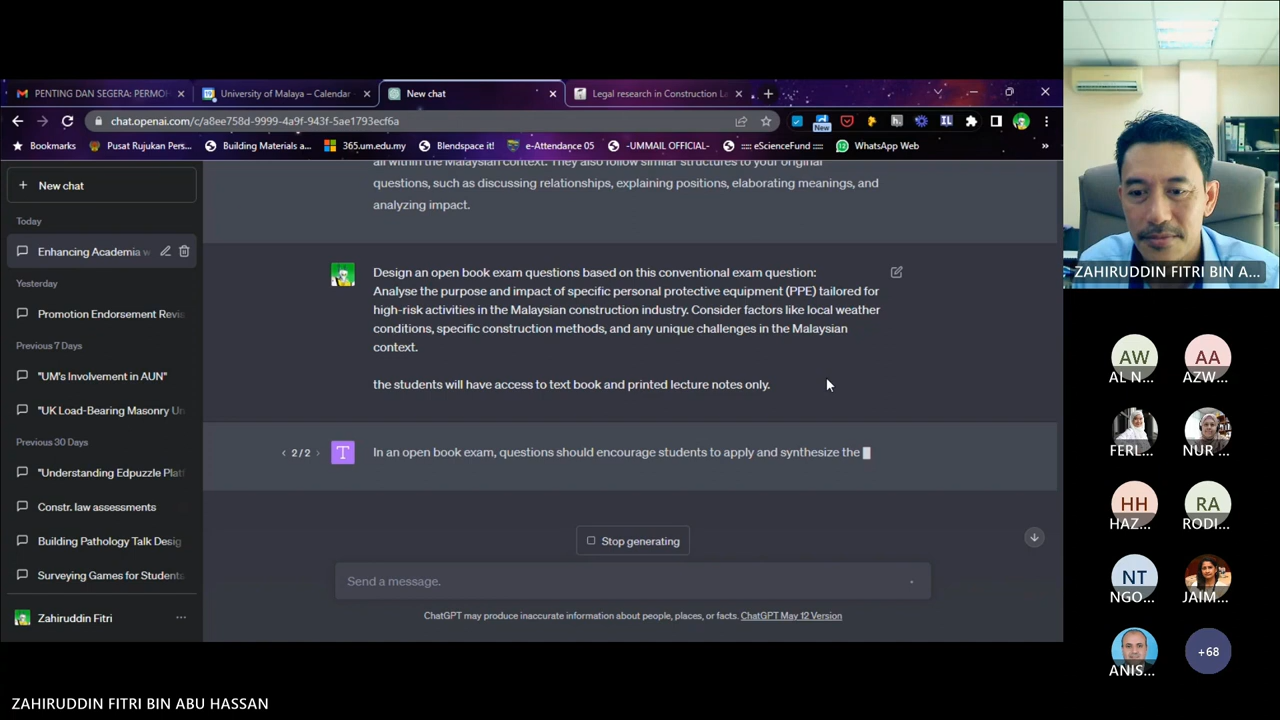 PENTING DAN SEGERA: PERMOH
University of Malaya – Calendar
New chat
Legal research in Construction La
chat.openai.com/c/a8ee758d-9999-4a9f-943f-5ae1793ecf6a
New
Bookmarks
Pusat Rujukan Pers...
Building Materials a...
365.um.edu.my
Blendspace it!
e-Attendance 05
-UMMAIL OFFICIAL-
:::: eScienceFund ::::
WhatsApp Web
New chat
Today
Enhancing Academia w
Yesterday
Promotion Endorsement Revis
Previous 7 Days
"UM's Involvement in AUN"
"UK Load-Bearing Masonry Un
Previous 30 Days
"Understanding Edpuzzle Platf
Constr. law assessments
Building Pathology Talk Desig
Surveying Games for Students
Zahiruddin Fitri
all within the Malaysian context. They also follow similar structures to your original
questions, such as discussing relationships, explaining positions, elaborating meanings, and
analyzing impact.
Design an open book exam questions based on this conventional exam question:
Analyse the purpose and impact of specific personal protective equipment (PPE) tailored for
high-risk activities in the Malaysian construction industry. Consider factors like local weather
conditions, specific construction methods, and any unique challenges in the Malaysian
context.
the students will have access to text book and printed lecture notes only.
2/2
T
In an open book exam, questions should encourage students to apply and synthesize the
Stop generating
Send a message.
ChatGPT may produce inaccurate information about people, places, or facts. ChatGPT May 12 Version
ZAHIRUDDIN FITRI BIN A...
AW
AL N...
AA
AZW...
FERL...
NUR ...
HH
HAZ...
RA
RODI...
NT
NGO...
JAIM...
ANIS...
+68
ZAHIRUDDIN FITRI BIN ABU HASSAN